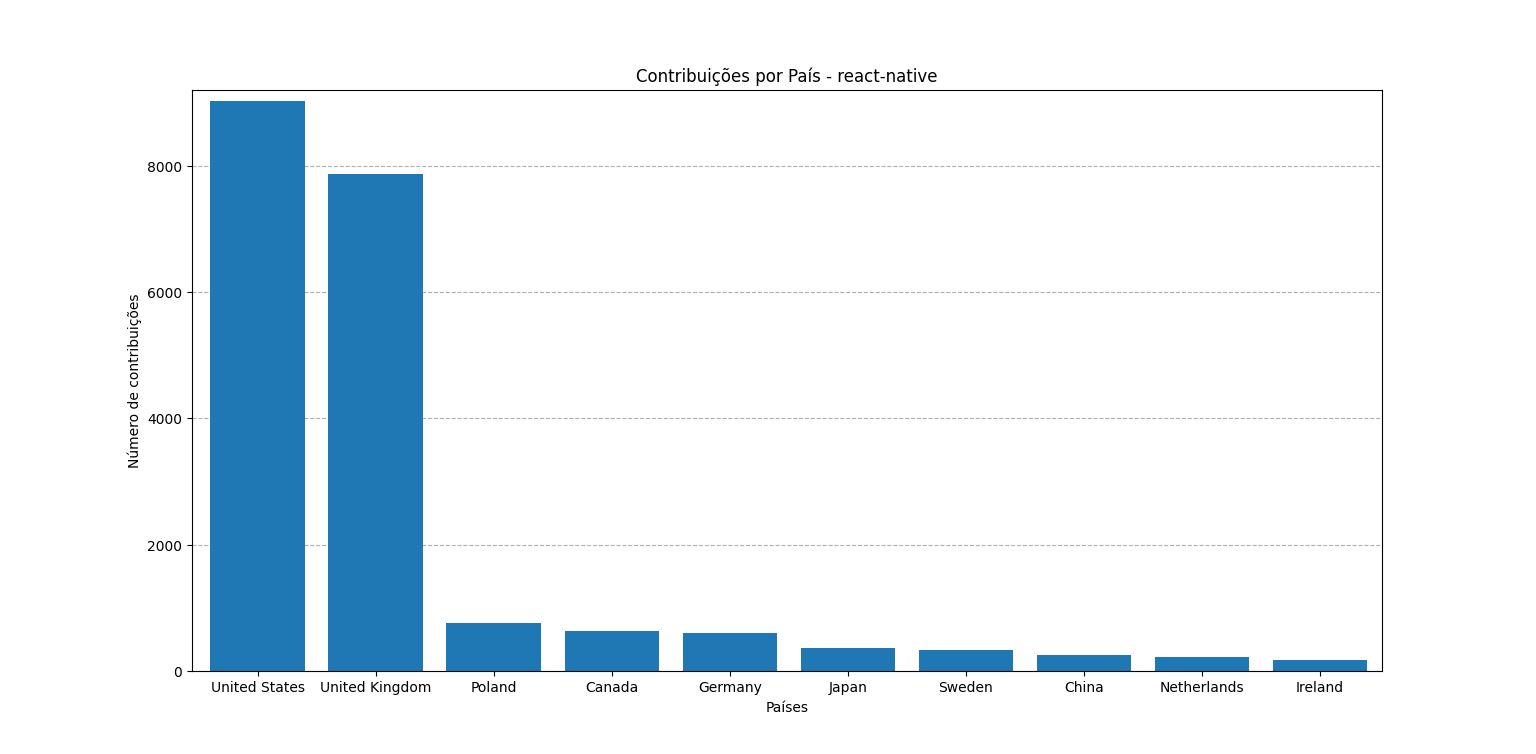 Contribuições por País - react-native
Número de contribuições
8000
6000
4000
2000
0
United States United Kingdom Poland Canada Germany Japan Sweden China Netherlands Ireland
Países